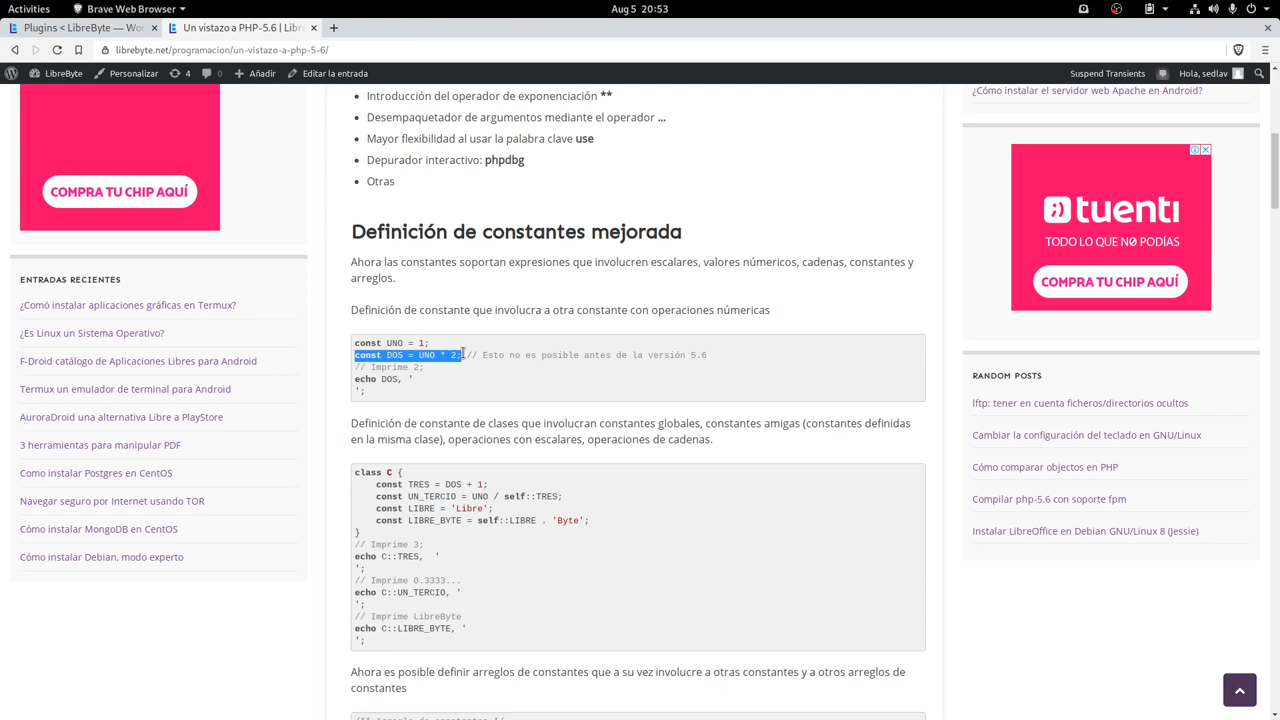 Activities
Brave Web Browser
Aug 5 20:53
Plugins < LibreByte — Wo
Un vistazo a PHP-5.6 | Libr
librebyte.net/programacion/un-vistazo-a-php-5-6/
LibreByte
Personalizar
4
0
Añadir
Editar la entrada
Suspend Transients
Hola, sedlav
COMPRA TU CHIP AQUÍ
ENTRADAS RECIENTES
¿Comó instalar aplicaciones gráficas en Termux?
¿Es Linux un Sistema Operativo?
F-Droid catálogo de Aplicaciones Libres para Android
Termux un emulador de terminal para Android
AuroraDroid una alternativa Libre a PlayStore
3 herramientas para manipular PDF
Como instalar Postgres en CentOS
Navegar seguro por Internet usando TOR
Cómo instalar MongoDB en CentOS
Cómo instalar Debian, modo experto
Introducción del operador de exponenciación **
Desempaquetador de argumentos mediante el operador ...
Mayor flexibilidad al usar la palabra clave use
Depurador interactivo: phpdbg
Otras
Definición de constantes mejorada
Ahora las constantes soportan expresiones que involucren escalares, valores númericos, cadenas, constantes y
arreglos.
Definición de constante que involucra a otra constante con operaciones númericas
const UNO = 1;
const DOS = UNO * 2; // Esto no es posible antes de la versión 5.6
// Imprime 2;
echo DOS, '
';
Definición de constante de clases que involucran constantes globales, constantes amigas (constantes definidas
en la misma clase), operaciones con escalares, operaciones de cadenas.
class C {
const TRES = DOS + 1;
const UN_TERCIO = UNO / self::TRES;
const LIBRE = 'Libre';
const LIBRE_BYTE = self::LIBRE . 'Byte';
}
// Imprime 3;
echo C::TRES, '
';
// Imprime 0.3333...
echo C::UN_TERCIO, '
';
// Imprime LibreByte
echo C::LIBRE_BYTE, '
';
Ahora es posible definir arreglos de constantes que a su vez involucre a otras constantes y a otros arreglos de
constantes
¿Cómo instalar el servidor web Apache en Android?
tuenti
TODO LO QUE NO PODÍAS
COMPRA TU CHIP AQUÍ
RANDOM POSTS
lftp: tener en cuenta ficheros/directorios ocultos
Cambiar la configuración del teclado en GNU/Linux
Cómo comparar objectos en PHP
Compilar php-5.6 con soporte fpm
Instalar LibreOffice en Debian GNU/Linux 8 (Jessie)